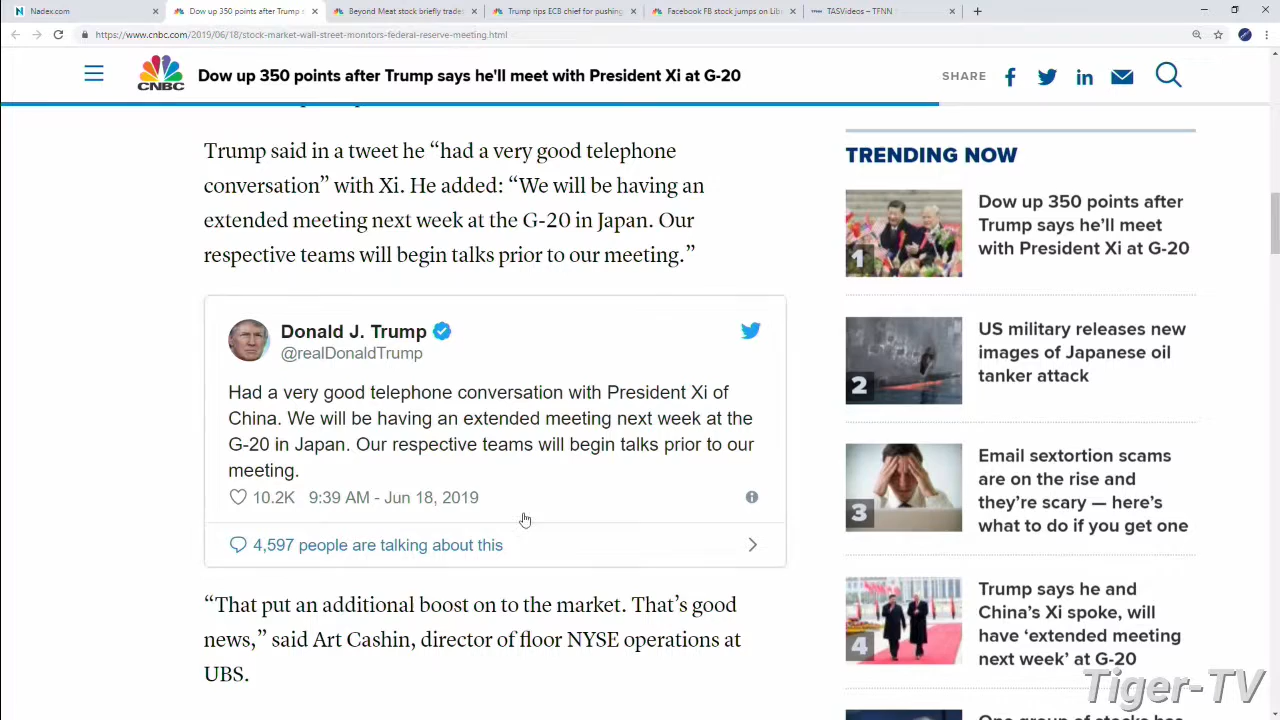 Nadex.com
Dow up 350 points after Trump s
Beyond Meat stock briefly trades
Trump rips ECB chief for pushing
Facebook FB stock jumps on Lib
TASVideos – TFNN
https://www.cnbc.com/2019/06/18/stock-market-wall-street-monitors-federal-reserve-meeting.html
CNBC
Dow up 350 points after Trump says he'll meet with President Xi at G-20
SHARE
Trump said in a tweet he “had a very good telephone
conversation” with Xi. He added: “We will be having an
extended meeting next week at the G-20 in Japan. Our
respective teams will begin talks prior to our meeting.”
Donald J. Trump
@realDonaldTrump
Had a very good telephone conversation with President Xi of
China. We will be having an extended meeting next week at the
G-20 in Japan. Our respective teams will begin talks prior to our
meeting.
10.2K 9:39 AM - Jun 18, 2019
4,597 people are talking about this
“That put an additional boost on to the market. That’s good
news,” said Art Cashin, director of floor NYSE operations at
UBS.
TRENDING NOW
1
Dow up 350 points after
Trump says he’ll meet
with President Xi at G-20
2
US military releases new
images of Japanese oil
tanker attack
3
Email sextortion scams
are on the rise and
they’re scary — here’s
what to do if you get one
4
Trump says he and
China’s Xi spoke, will
have ‘extended meeting
next week’ at G-20
One group of stocks has
Tiger-TV